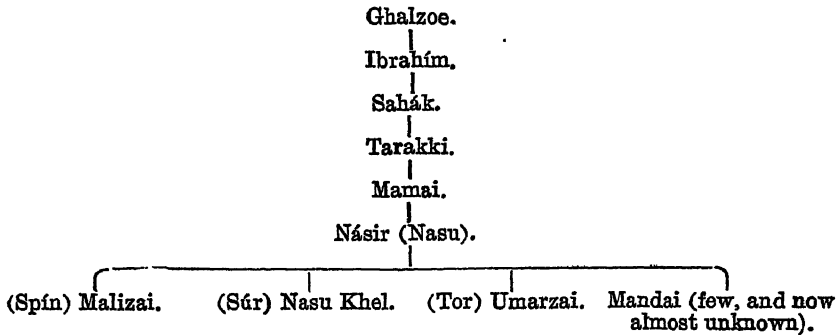 Ghalzoe.
Ibrahím.
Sahák.
Tarakki.
Mamai.
Násir (Nasu).
(Spín) Malizai. (Súr) Nasu Khel. (Tor) Umarzai. Mandai (few, and now
almost unknown).